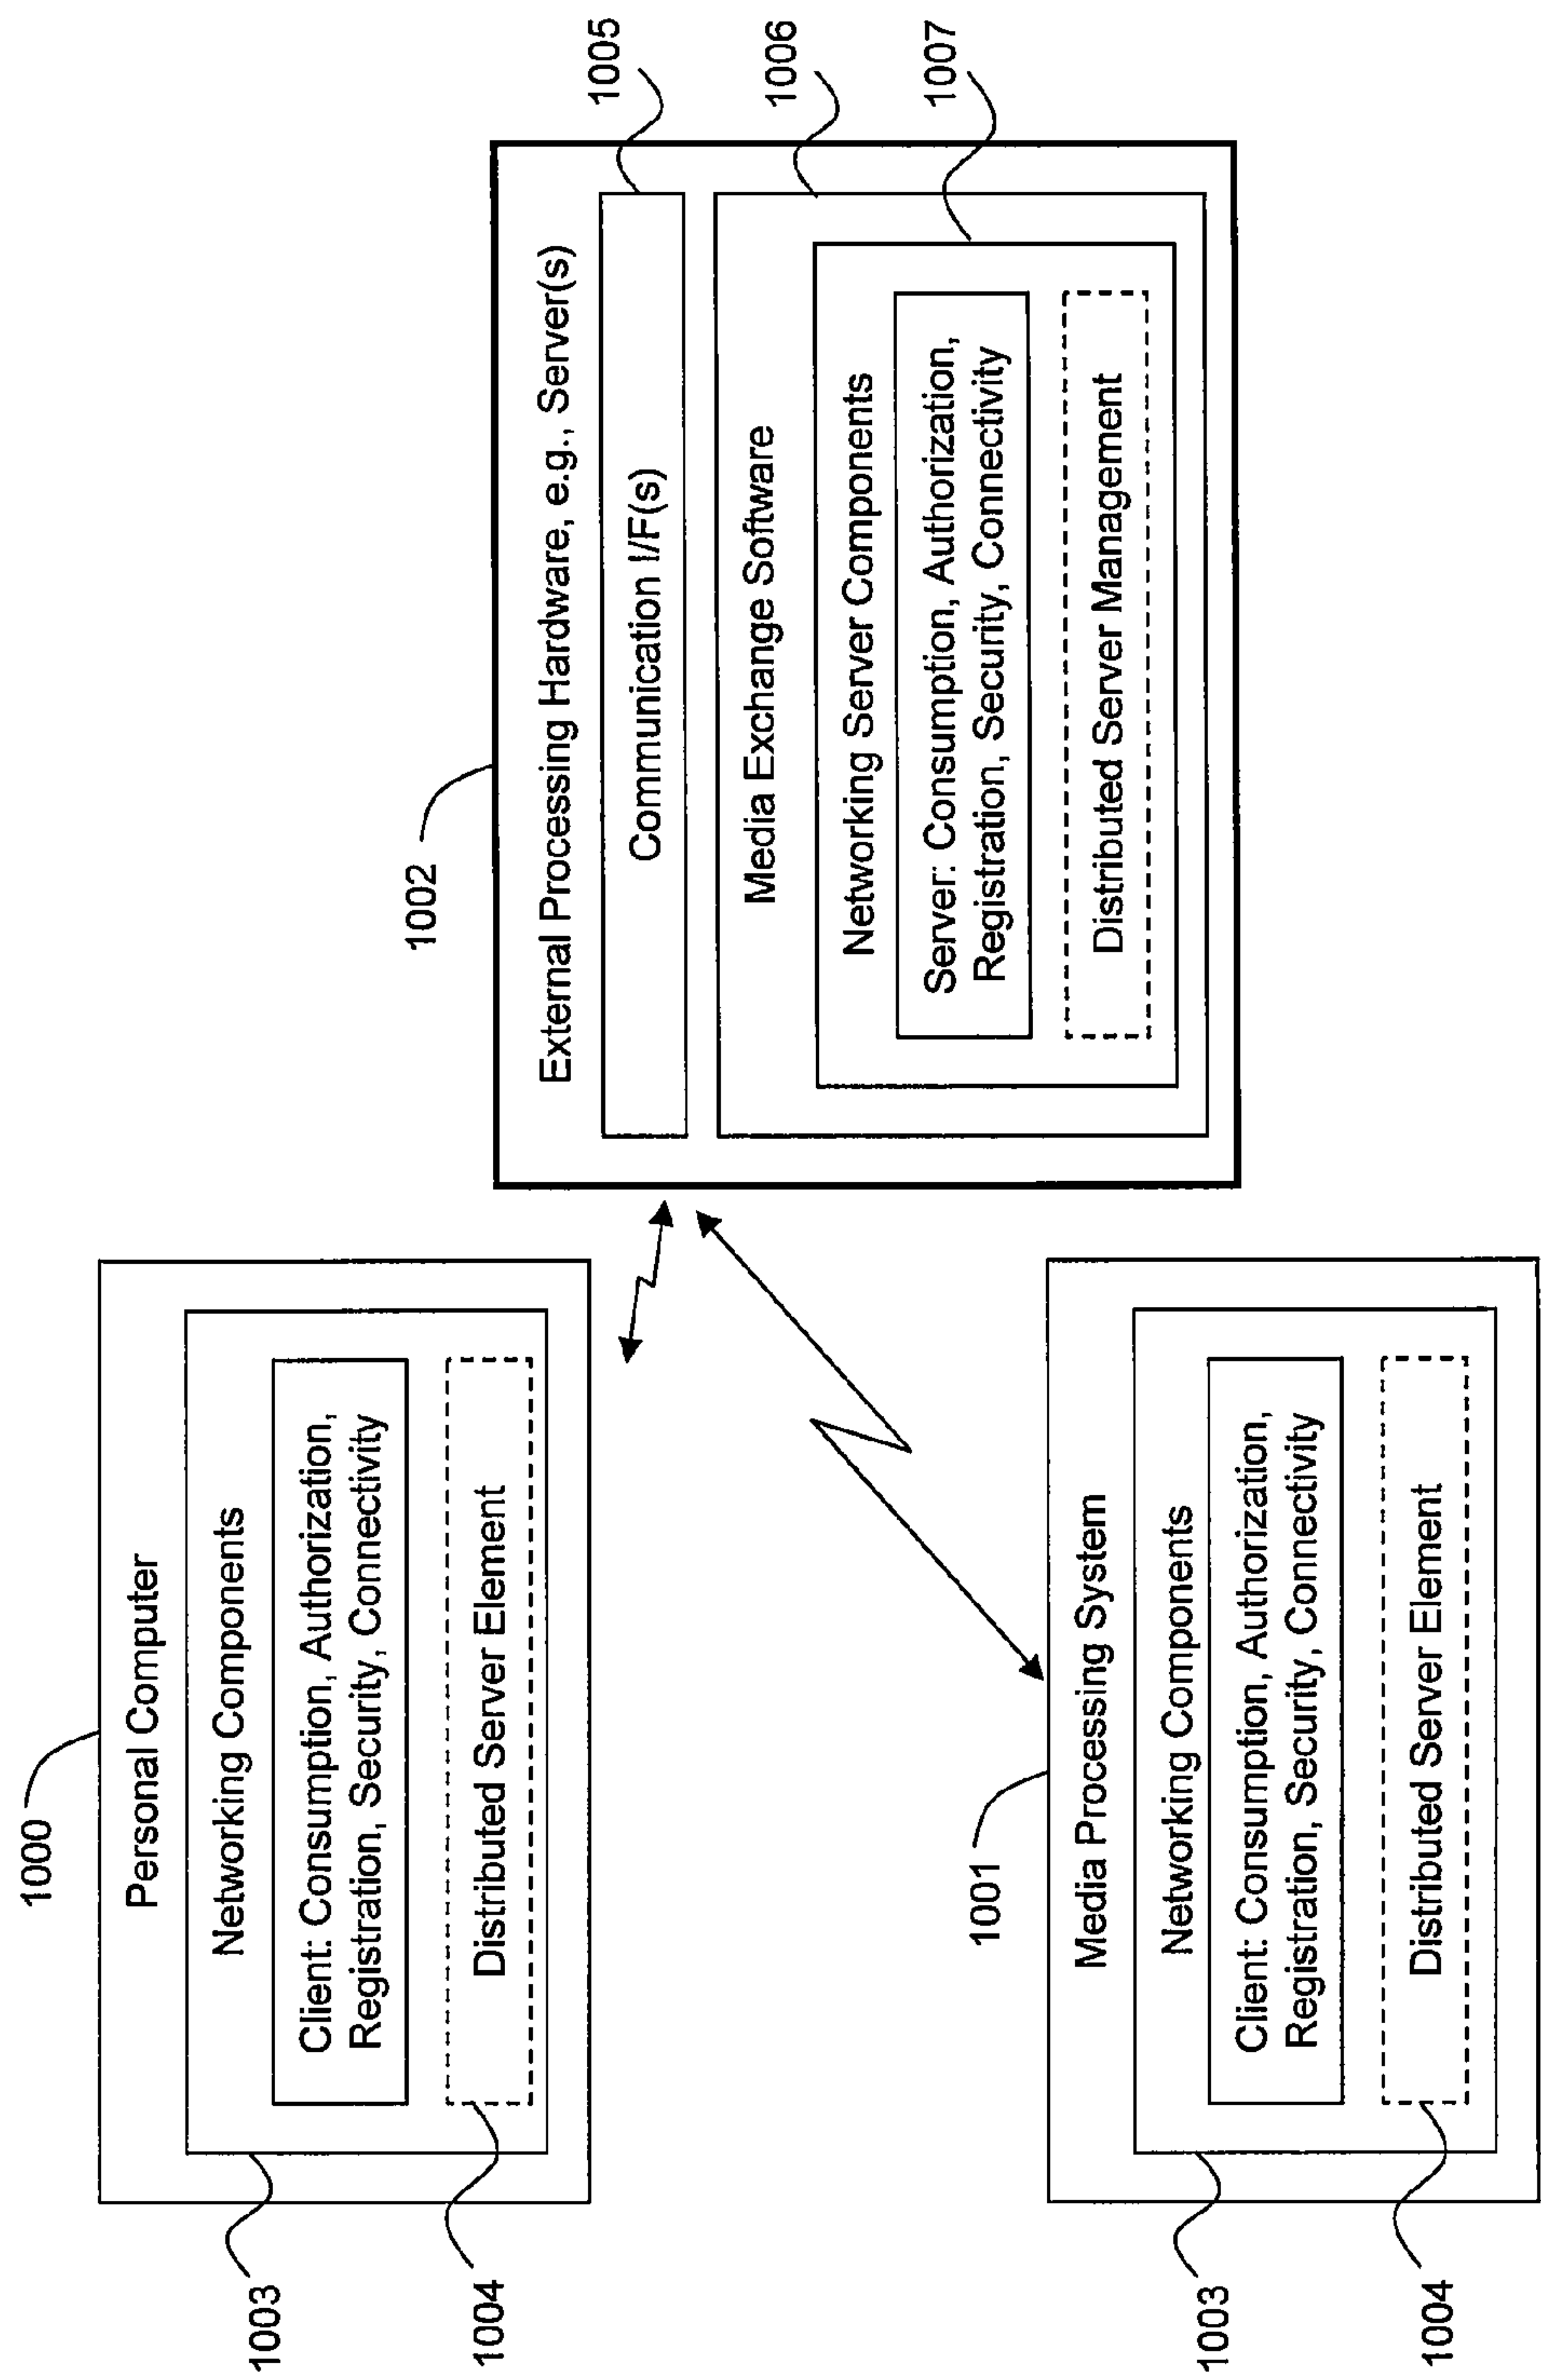 1000
Personal Computer
Networking Components
Client: Consumption, Authorization,
Registration, Security, Connectivity
Distributed Server Element
1003
1004
1002
External Processing Hardware, e.g., Server(s)
Communication I/F(s)
Media Exchange Software
Networking Server Components
Server: Consumption, Authorization,
Registration, Security, Connectivity
Distributed Server Management
1005
1006
1007
1001
Media Processing System
Networking Components
Client: Consumption, Authorization,
Registration, Security, Connectivity
Distributed Server Element
1003
1004